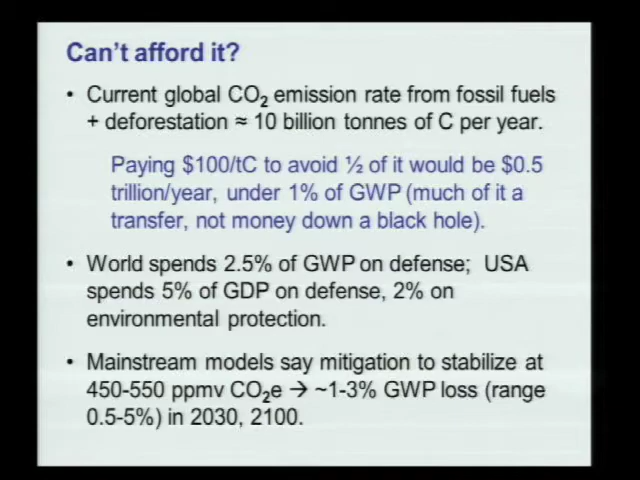 Can't afford it?
• Current global CO₂ emission rate from fossil fuels
+ deforestation ≈ 10 billion tonnes of C per year.
Paying $100/tC to avoid ½ of it would be $0.5
trillion/year, under 1% of GWP (much of it a
transfer, not money down a black hole).
• World spends 2.5% of GWP on defense; USA
spends 5% of GDP on defense, 2% on
environmental protection.
• Mainstream models say mitigation to stabilize at
450-550 ppmv CO₂e → ~1-3% GWP loss (range
0.5-5%) in 2030, 2100.